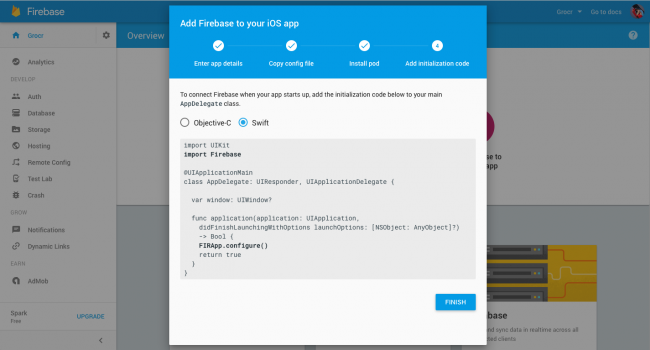 Firebase
Grocr
Go to docs
Grocr
Overview
Analytics
DEVELOP
Auth
Database
Storage
Hosting
Remote Config
Test Lab
Crash
GROW
Notifications
Dynamic Links
EARN
AdMob
Spark
Free
UPGRADE
Add Firebase to your iOS app
4
Enter app details
Copy config file
Install pod
Add initialization code
To connect Firebase when your app starts up, add the initialization code below to your main
AppDelegate class.
Objective-C
Swift
import UIKit
import Firebase
@UIApplicationMain
class AppDelegate: UIResponder, UIApplicationDelegate {
var window: UIWindow?
func application(application: UIApplication,
didFinishLaunchingWithOptions launchOptions: [NSObject: AnyObject]?)
-> Bool {
FIRApp.configure()
return true
}
}
FINISH
se to
app
base
and sync data in realtime across all
ted clients